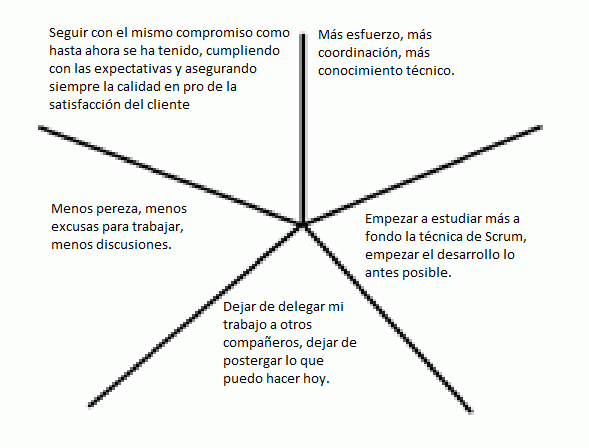 Seguir con el mismo compromiso como
hasta ahora se ha tenido, cumpliendo
con las expectativas y asegurando
siempre la calidad en pro de la
satisfacción del cliente
Más esfuerzo, más
coordinación, más
conocimiento técnico.
Menos pereza, menos
excusas para trabajar,
menos discusiones.
Empezar a estudiar más a
fondo la técnica de Scrum,
empezar el desarrollo lo
antes posible.
Dejar de delegar mi
trabajo a otros
compañeros, dejar de
postergar lo que
puedo hacer hoy.